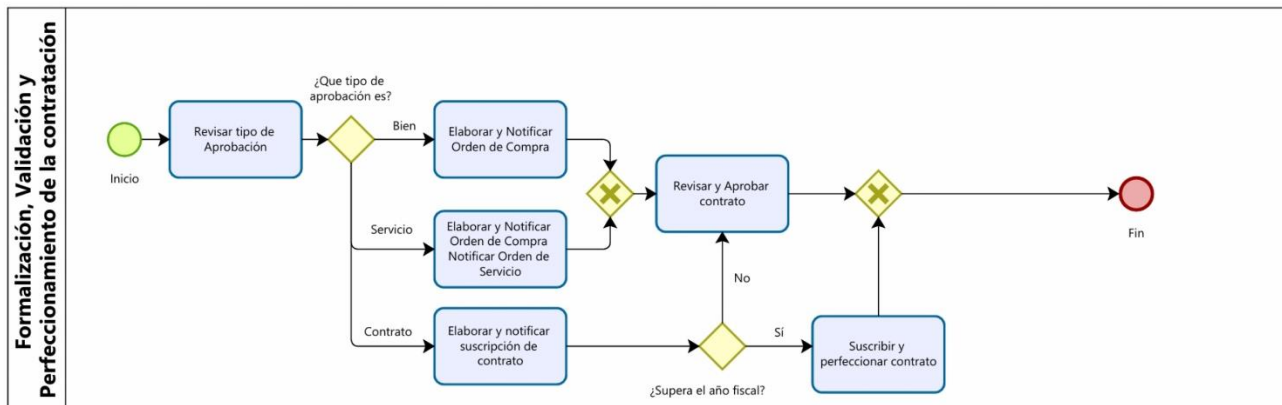 Formalización, Validación y
Perfeccionamiento de la contratación
Inicio
Revisar tipo de
Aprobación
¿Que tipo de
aprobación es?
Bien
Elaborar y Notificar
Orden de Compra
Servicio
Elaborar y Notificar
Orden de Compra
Notificar Orden de
Servicio
Contrato
Elaborar y notificar
suscripción de
contrato
Revisar y Aprobar
contrato
No
¿Supera el año fiscal?
Sí
Suscribir y
perfeccionar contrato
Fin